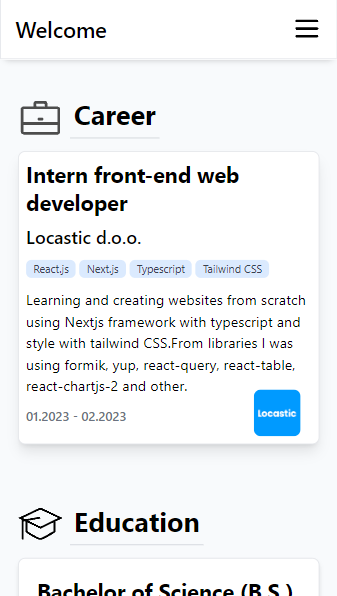 Welcome
Career
Intern front-end web
developer
Locastic d.o.o.
React.js Next.js Typescript Tailwind CSS
Learning and creating websites from scratch
using Nextjs framework with typescript and
style with tailwind CSS.From libraries I was
using formik, yup, react-query, react-table,
react-chartjs-2 and other.
Locastic
01.2023 - 02.2023
Education
Bachelor of Science (B.S.)